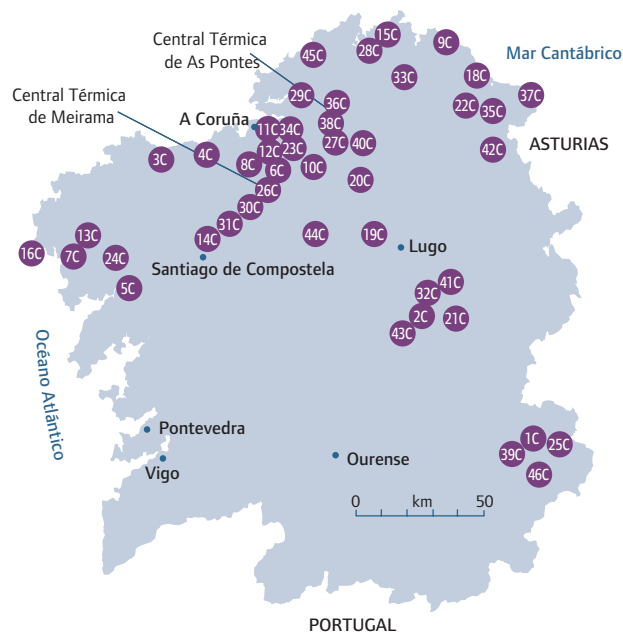 15C
9C
28C
45C
Central Térmica
de As Pontes
Mar Cantábrico
33C
18C
29C
36C
37C
22C
35C
Central Térmica
de Meirama
A Coruña
11C
34C
38C
ASTURIAS
12C
23C
27C
40C
42C
3C
4C
8C
6C
10C
20C
26C
30C
31C
13C
14C
44C
19C
Lugo
16C
7C
24C
Santiago de Compostela
5C
41C
32C
2C
21C
43C
Océano Atlántico
Pontevedra
Vigo
Ourense
1C
25C
39C
46C
0 km 50
PORTUGAL